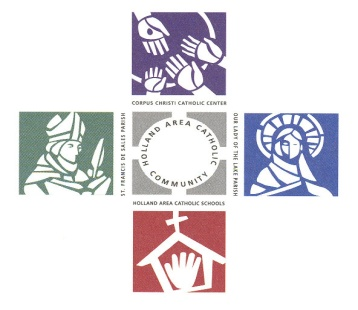 CORPUS CHRISTI CATHOLIC CENTER
ST. FRANCIS DE SALES PARISH
HOLLAND AREA CATHOLIC
COMMUNITY
OUR LADY OF THE LAKE PARISH
HOLLAND AREA CATHOLIC SCHOOLS